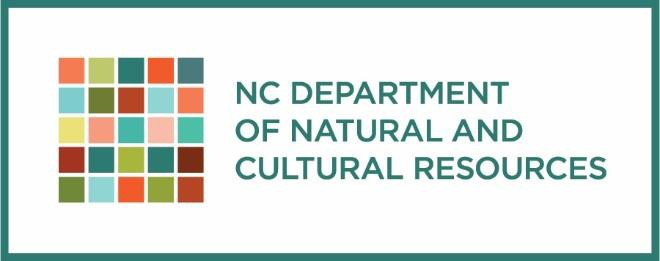 NC DEPARTMENT
OF NATURAL AND
CULTURAL RESOURCES